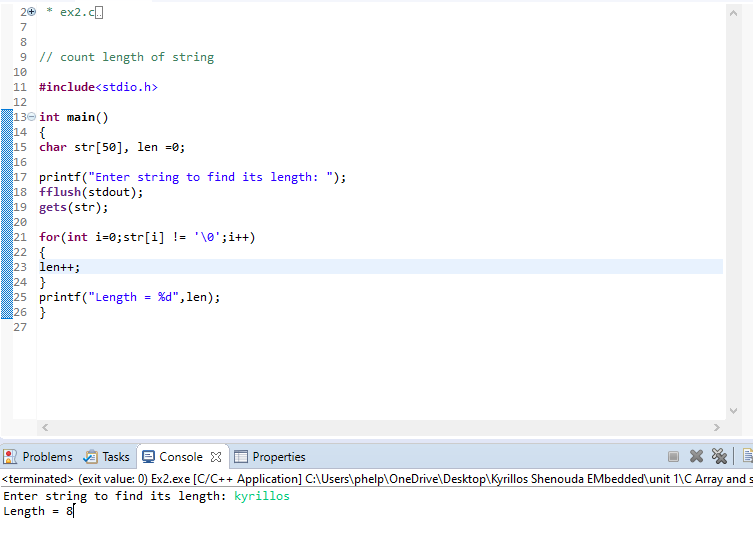 2 * ex2.c
7
8
9 // count length of string
10
11 #include<stdio.h>
12
13 int main()
14 {
15 char str[50], len =0;
16
17 printf("Enter string to find its length: ");
18 fflush(stdout);
19 gets(str);
20
21 for(int i=0;str[i] != '\0';i++)
22 {
23 len++;
24 }
25 printf("Length = %d",len);
26 }
27
Problems Tasks Console Properties
<terminated> (exit value: 0) Ex2.exe [C/C++ Application] C:\Users\phelp\OneDrive\Desktop\Kyrillos Shenouda EMbedded\unit 1\C Array and s
Enter string to find its length: kyrillos
Length = 8